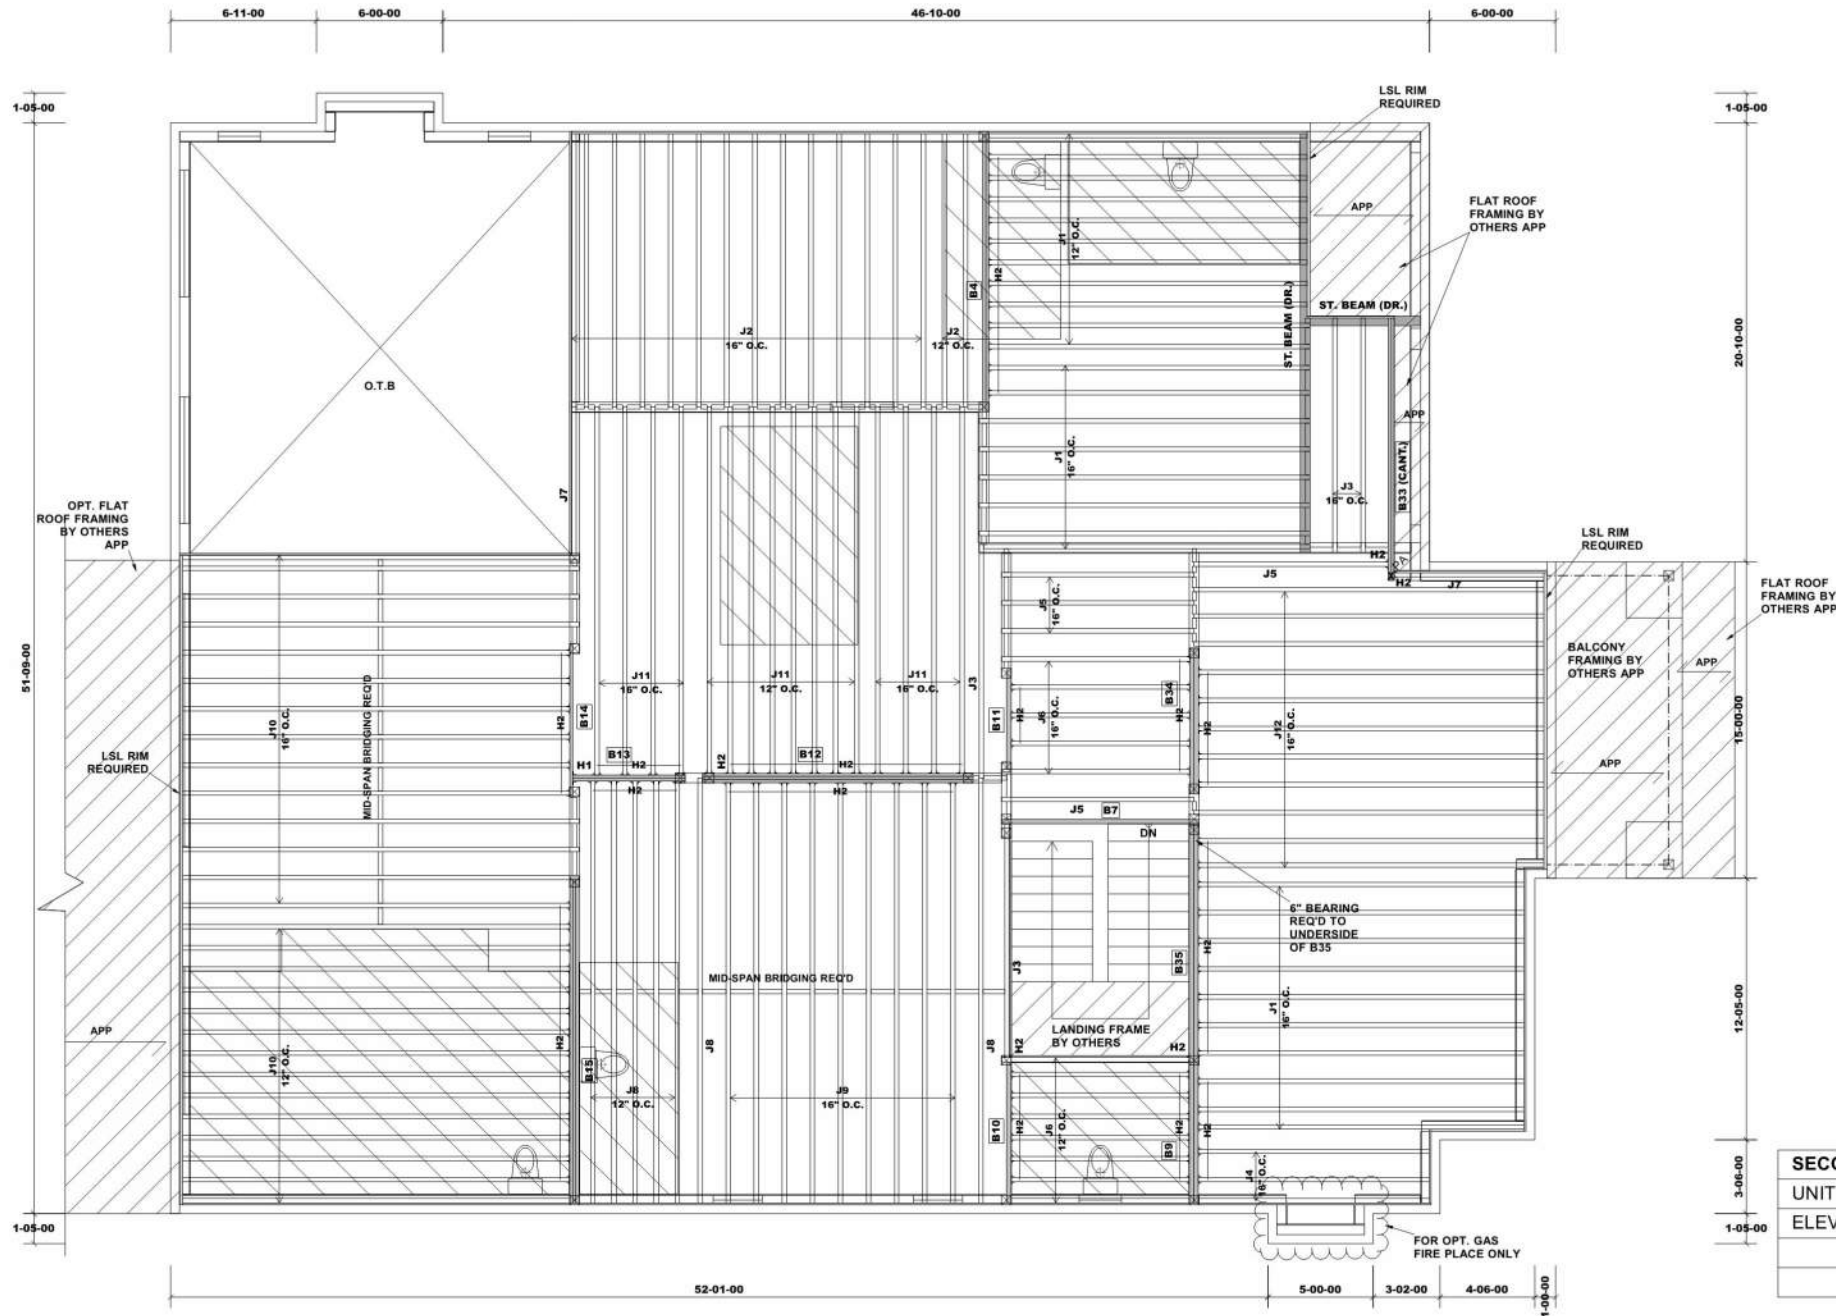 6-11-00
6-00-00
46-10-00
6-00-00
1-05-00
1-05-00
LSL RIM
REQUIRED
APP
FLAT ROOF
FRAMING BY
OTHERS APP
J1
12" O.C.
H2
B4
ST. BEAM (DR.)
ST. BEAM (DR.)
J2
16" O.C.
J2
12" O.C.
20-10-00
O.T.B
APP
J1
16" O.C.
J3
16" O.C.
B33 (CANT.)
J7
OPT. FLAT
ROOF FRAMING
BY OTHERS
APP
LSL RIM
REQUIRED
H2
J5
H2
J7
FLAT ROOF
FRAMING BY
OTHERS APP
J5
16" O.C.
51-09-00
BALCONY
FRAMING BY
OTHERS APP
APP
J11
16" O.C.
J11
12" O.C.
J11
16" O.C.
J3
B34
H2
H2
J10
16" O.C.
MID-SPAN BRIDGING REQ'D
H2
B14
B11
H2
J6
16" O.C.
J12
16" O.C.
15-00-00
LSL RIM
REQUIRED
B13
H1
H2
H2
B12
H2
APP
H2
H2
J5
B7
DN
6" BEARING
REQ'D TO
UNDERSIDE
OF B35
MID-SPAN BRIDGING REQ'D
J3
B35
H2
12-05-00
APP
J10
12" O.C.
H2
J8
J8
LANDING FRAME
BY OTHERS
H2
H2
J1
16" O.C.
B15
J8
12" O.C.
J9
16" O.C.
B10
H2
J6
12" O.C.
H2
B9
H2
J4
16" O.C.
3-06-00
SECO
UNIT
ELEV
1-05-00
1-05-00
FOR OPT. GAS
FIRE PLACE ONLY
52-01-00
5-00-00
3-02-00
4-06-00
1-00-00